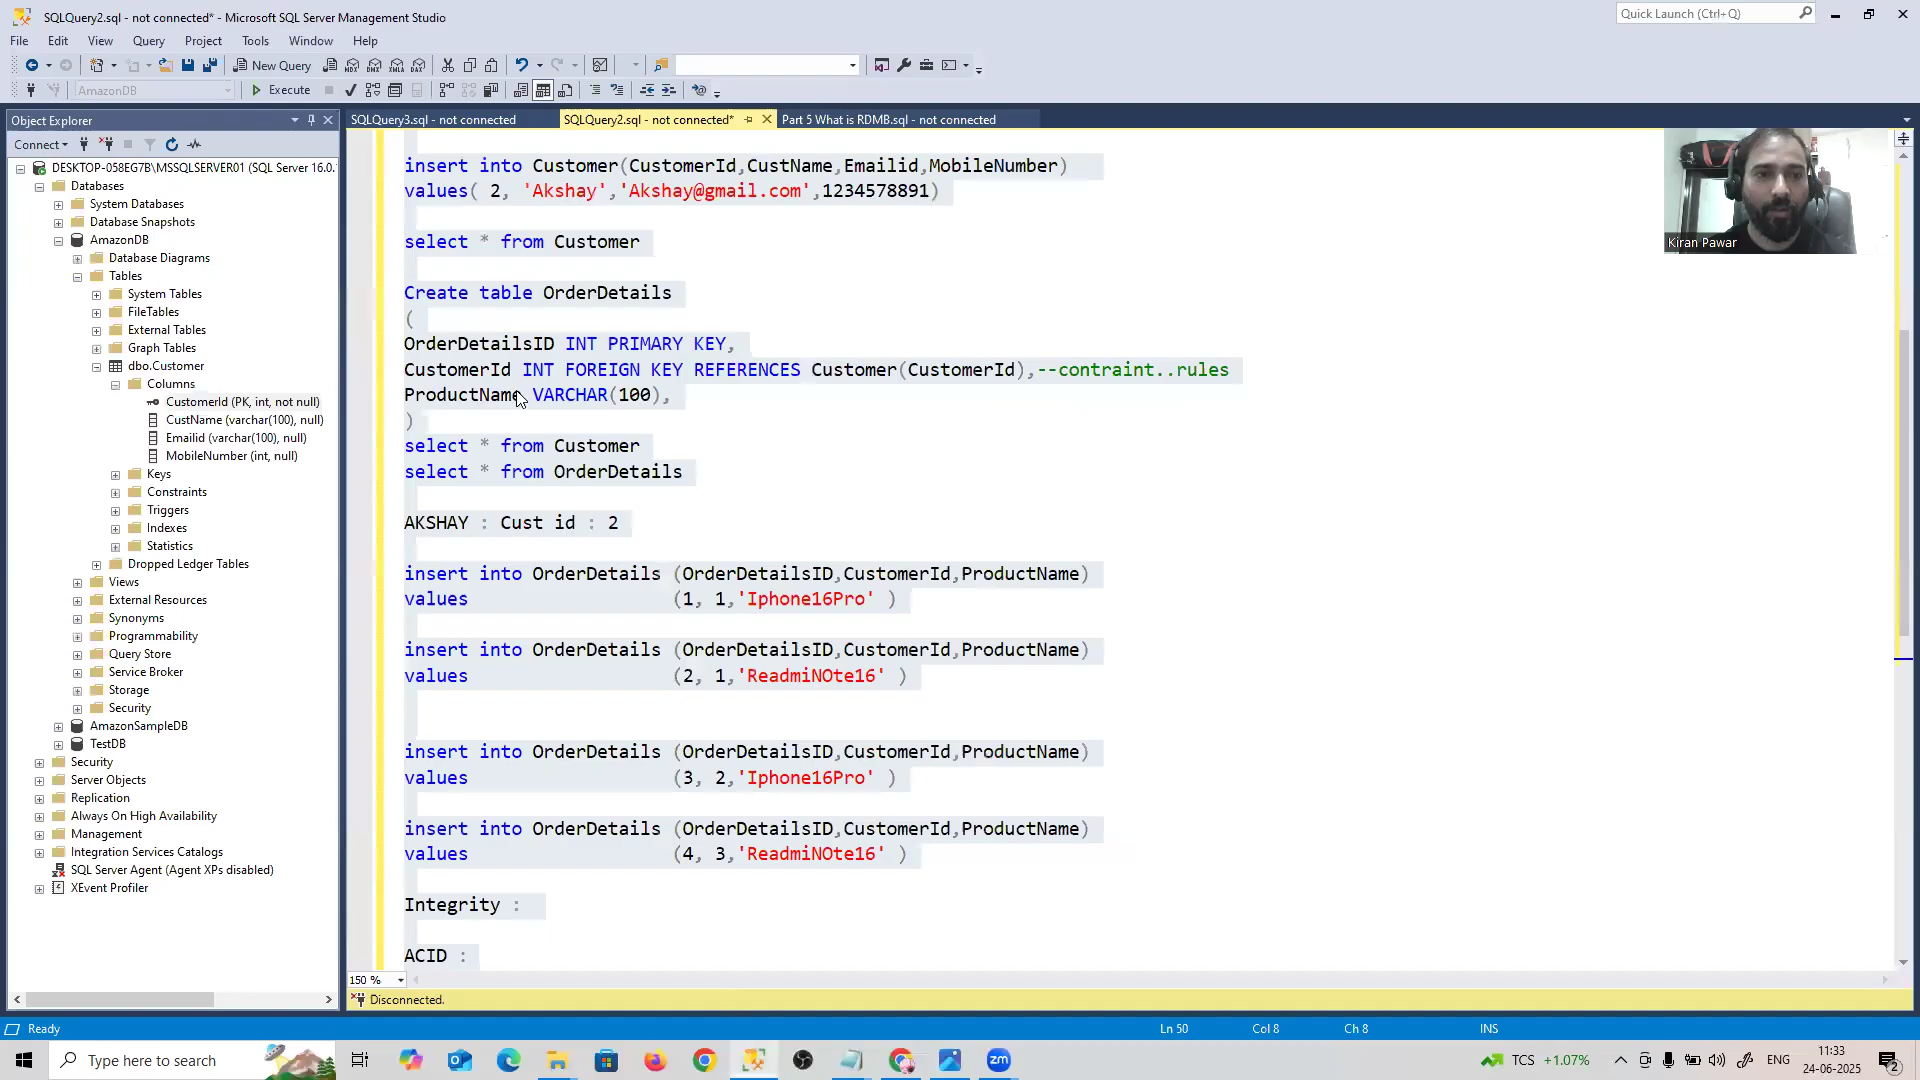 SQLQuery2.sql - not connected* - Microsoft SQL Server Management Studio
Quick Launch (Ctrl+Q)
File Edit View Query Project Tools Window Help
New Query
AmazonDB
Execute
Object Explorer
SQLQuery3.sql - not connected
SQLQuery2.sql - not connected*
Part 5 What is RDMB.sql - not connected
Connect
DESKTOP-058EG7B\MSSQLSERVER01 (SQL Server 16.0.
Databases
System Databases
Database Snapshots
AmazonDB
Database Diagrams
Tables
System Tables
FileTables
External Tables
Graph Tables
dbo.Customer
Columns
CustomerId (PK, int, not null)
CustName (varchar(100), null)
Emailid (varchar(100), null)
MobileNumber (int, null)
Keys
Constraints
Triggers
Indexes
Statistics
Dropped Ledger Tables
Views
External Resources
Synonyms
Programmability
Query Store
Service Broker
Storage
Security
AmazonSampleDB
TestDB
Security
Server Objects
Replication
Always On High Availability
Management
Integration Services Catalogs
SQL Server Agent (Agent XPs disabled)
XEvent Profiler
insert into Customer(CustomerId,CustName,Emailid,MobileNumber)
values( 2, 'Akshay','Akshay@gmail.com',1234578891)
select * from Customer
Create table OrderDetails
(
OrderDetailsID INT PRIMARY KEY,
CustomerId INT FOREIGN KEY REFERENCES Customer(CustomerId),--contraint..rules
ProductName VARCHAR(100),
)
select * from Customer
select * from OrderDetails
AKSHAY : Cust id : 2
insert into OrderDetails (OrderDetailsID,CustomerId,ProductName)
values (1, 1,'Iphone16Pro' )
insert into OrderDetails (OrderDetailsID,CustomerId,ProductName)
values (2, 1,'ReadmiNOte16' )
insert into OrderDetails (OrderDetailsID,CustomerId,ProductName)
values (3, 2,'Iphone16Pro' )
insert into OrderDetails (OrderDetailsID,CustomerId,ProductName)
values (4, 3,'ReadmiNOte16' )
Integrity :
ACID :
Kiran Pawar
150 %
Disconnected.
Ready
Ln 50
Col 8
Ch 8
INS
Type here to search
zm
TCS +1.07%
ENG
11:33
24-06-2025
2